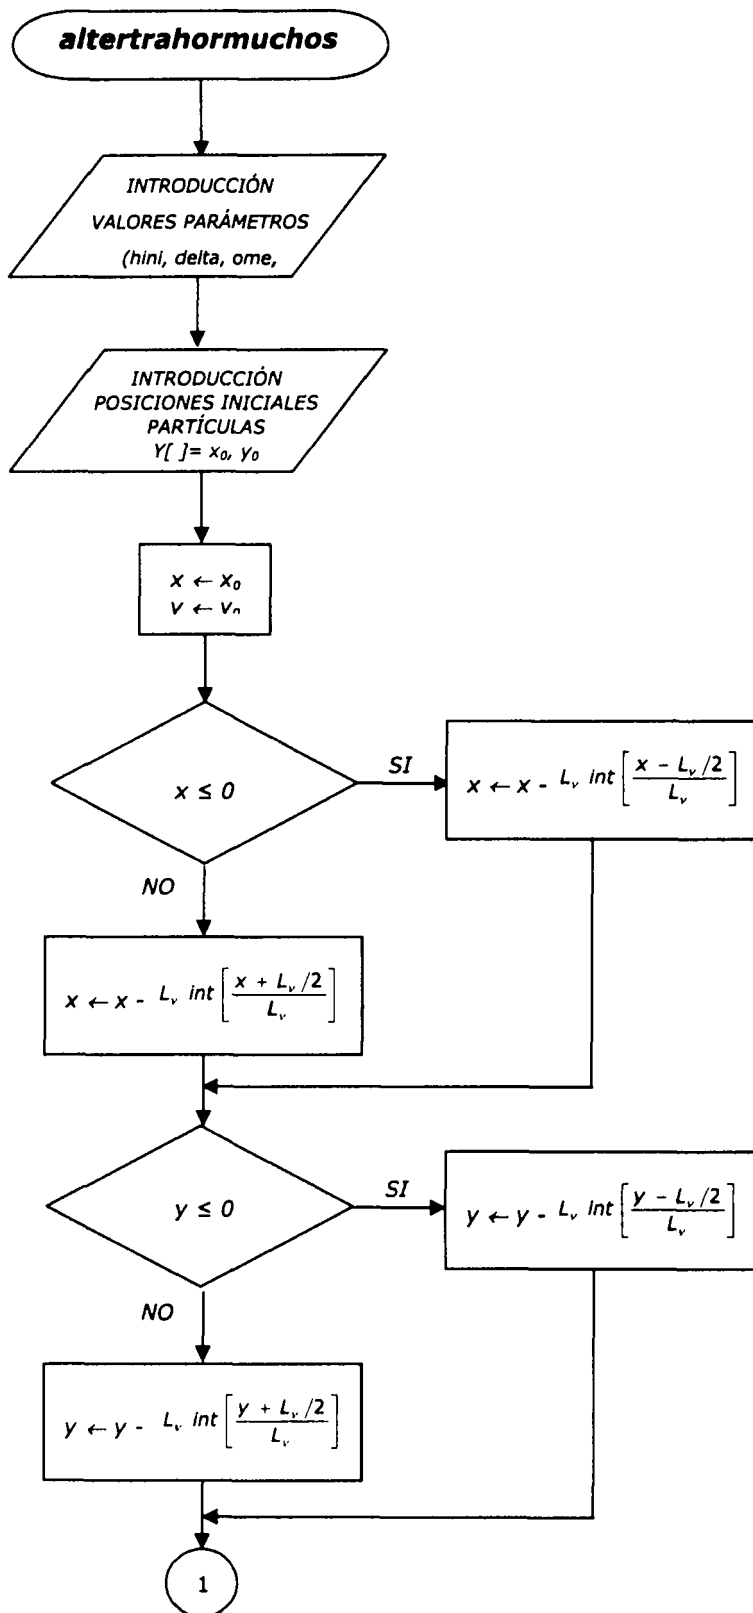 altertrahormuchos
INTRODUCCIÓN
VALORES PARÁMETROS
(hini, delta, ome,
INTRODUCCIÓN
POSICIONES INICIALES
PARTÍCULAS
Y[ ]= x₀, y₀
x ← x₀
v ← vₙ
x ≤ 0
SI
x ← x - Lᵥ int [(x - Lᵥ/2) / Lᵥ]
NO
x ← x - Lᵥ int [(x + Lᵥ/2) / Lᵥ]
y ≤ 0
SI
y ← y - Lᵥ int [(y - Lᵥ/2) / Lᵥ]
NO
y ← y - Lᵥ int [(y + Lᵥ/2) / Lᵥ]
1